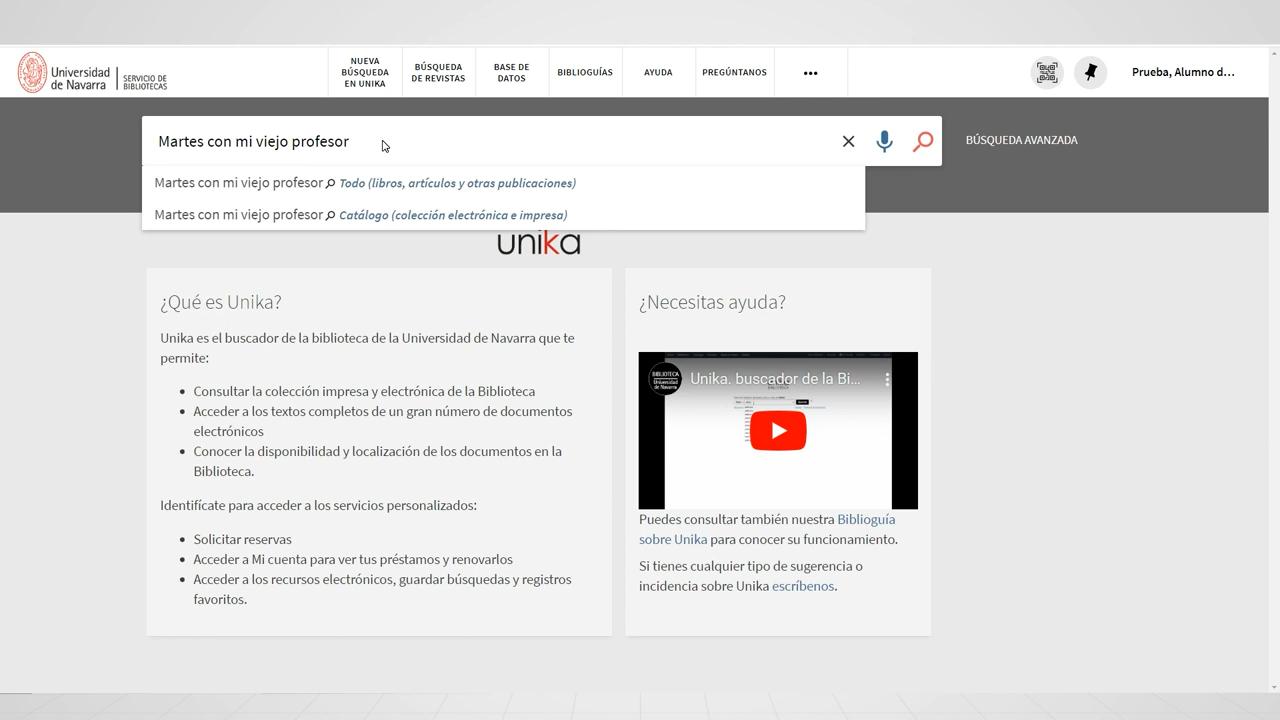 Universidad
de Navarra
SERVICIO DE
BIBLIOTECAS
NUEVA
BÚSQUEDA
EN UNIKA
BÚSQUEDA
DE REVISTAS
BASE DE
DATOS
BIBLIOGUÍAS
AYUDA
PREGÚNTANOS
•••
Prueba, Alumno d...
Martes con mi viejo profesor
BÚSQUEDA AVANZADA
Martes con mi viejo profesor Todo (libros, artículos y otras publicaciones)
Martes con mi viejo profesor Catálogo (colección electrónica e impresa)
unika
¿Qué es Unika?
Unika es el buscador de la biblioteca de la Universidad de Navarra que te
permite:
• Consultar la colección impresa y electrónica de la Biblioteca
• Acceder a los textos completos de un gran número de documentos
electrónicos
• Conocer la disponibilidad y localización de los documentos en la
Biblioteca.
Identifícate para acceder a los servicios personalizados:
• Solicitar reservas
• Acceder a Mi cuenta para ver tus préstamos y renovarlos
• Acceder a los recursos electrónicos, guardar búsquedas y registros
favoritos.
¿Necesitas ayuda?
BIBLIOTECA
Universidad
de Navarra
Unika. buscador de la Bi...
Puedes consultar también nuestra Biblioguía
sobre Unika para conocer su funcionamiento.
Si tienes cualquier tipo de sugerencia o
incidencia sobre Unika escríbenos.